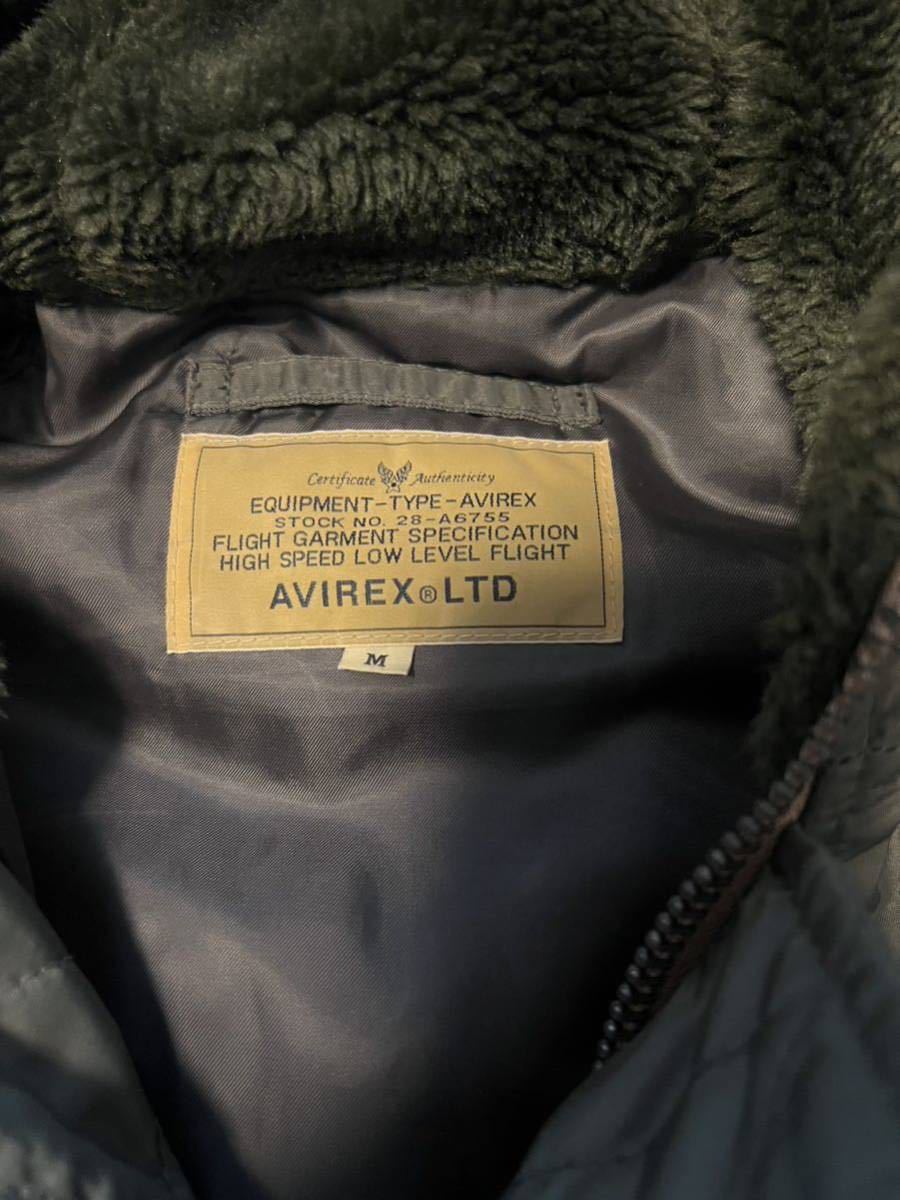 Certificate Authenticity
EQUIPMENT-TYPE-AVIREX
STOCK NO. 28-A6755
FLIGHT GARMENT SPECIFICATION
HIGH SPEED LOW LEVEL FLIGHT
AVIREX®LTD
M